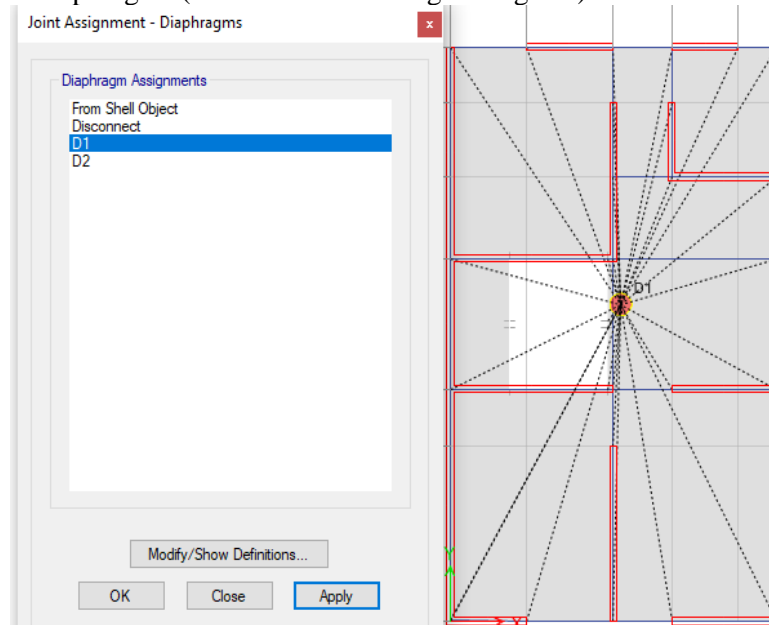 Joint Assignment - Diaphragms
x
Diaphragm Assignments
From Shell Object
Disconnect
D1
D2
Modify/Show Definitions...
OK
Close
Apply
D1
Y
X